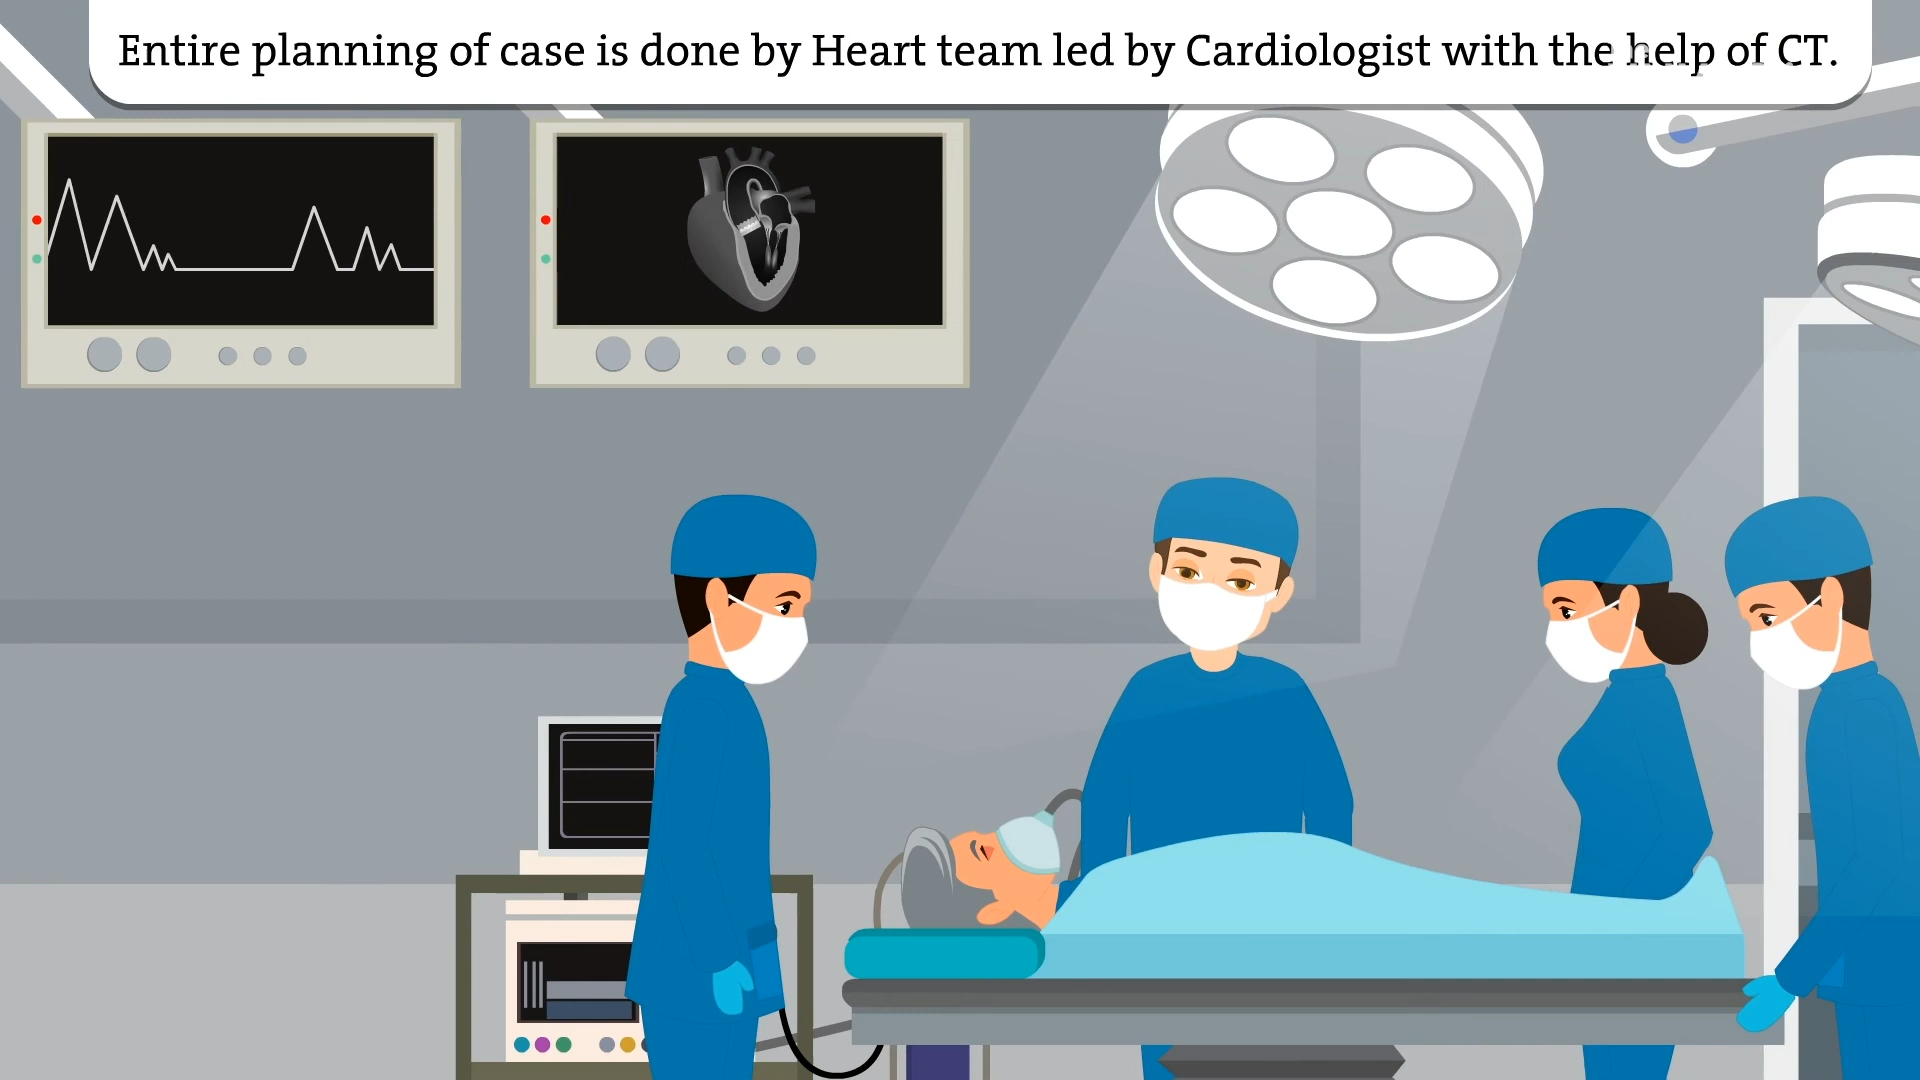 Entire planning of case is done by Heart team led by Cardiologist with the help of CT.